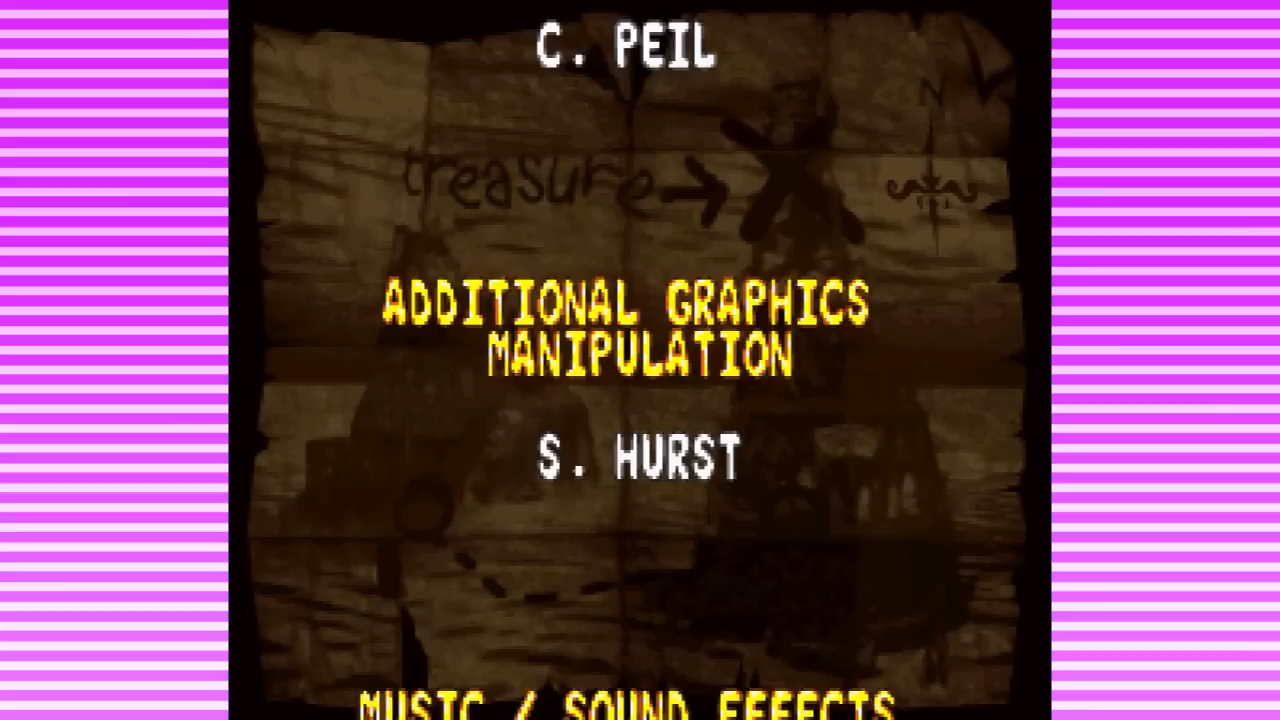 C. PEIL
N
treasure
ADDITIONAL GRAPHICS
MANIPULATION
S. HURST
MUSIC / SOUND EFFECTS